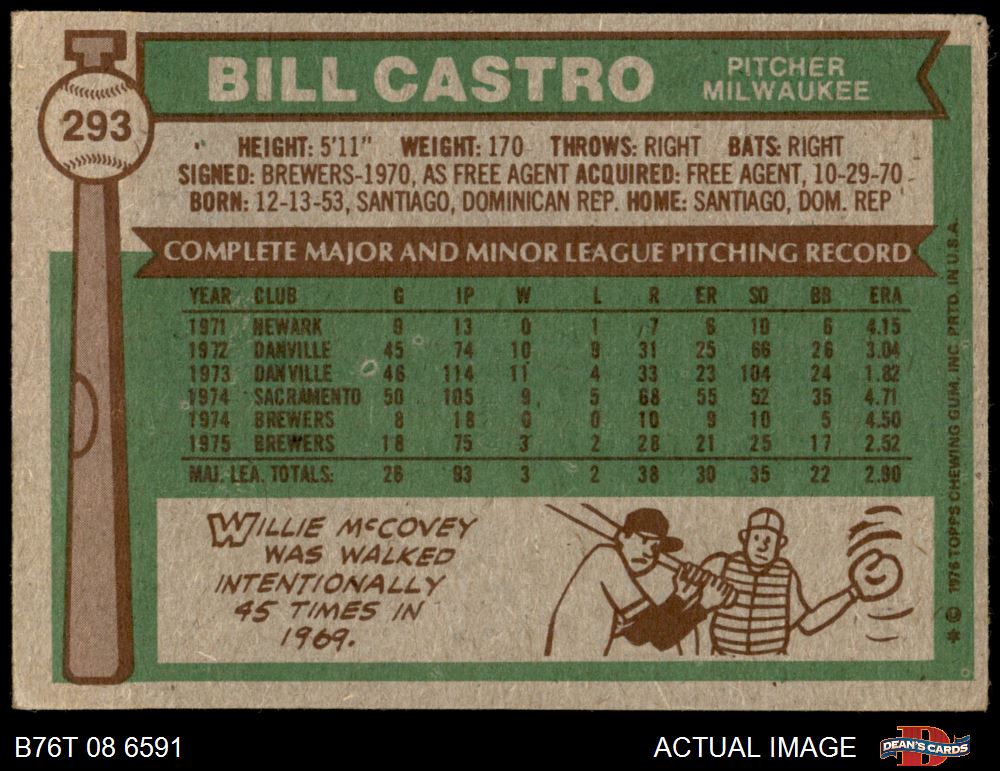 293
BILL CASTRO
PITCHER
MILWAUKEE
HEIGHT: 5'11" WEIGHT: 170 THROWS: RIGHT BATS: RIGHT
SIGNED: BREWERS-1970, AS FREE AGENT ACQUIRED: FREE AGENT, 10-29-70
BORN: 12-13-53, SANTIAGO, DOMINICAN REP. HOME: SANTIAGO, DOM. REP
COMPLETE MAJOR AND MINOR LEAGUE PITCHING RECORD
YEAR CLUB G IP W L R ER SO BB ERA
1971 NEWARK 9 13 0 1 7 6 10 6 4.15
1972 DANVILLE 45 74 10 9 31 25 66 26 3.04
1973 DANVILLE 46 114 11 4 33 23 104 24 1.82
1974 SACRAMENTO 50 105 9 5 68 55 52 35 4.71
1974 BREWERS 8 18 0 0 10 9 10 5 4.50
1975 BREWERS 18 75 3 2 28 21 25 17 2.52
MAJ. LEA. TOTALS: 26 93 3 2 38 30 35 22 2.90
WILLIE McCOVEY
WAS WALKED
INTENTIONALLY
45 TIMES IN
1969.
* © 1976 TOPPS CHEWING GUM, INC. PRTD. IN U.S.A.
B76T 08 6591
ACTUAL IMAGE
DEAN'S CARDS